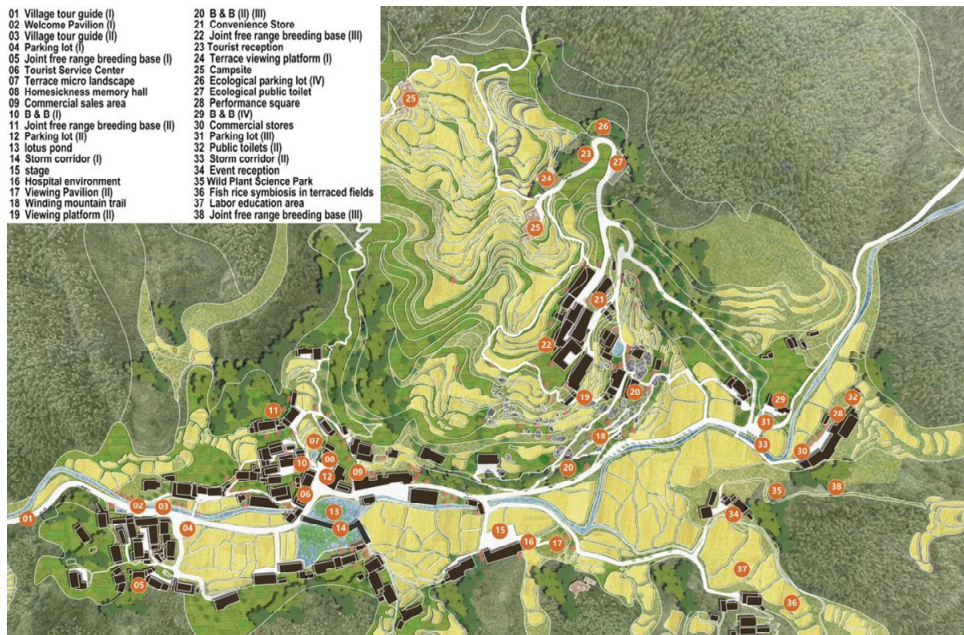 01 Village tour guide (I)
02 Welcome Pavilion (I)
03 Village tour guide (II)
04 Parking lot (I)
05 Joint free range breeding base (I)
06 Tourist Service Center
07 Terrace micro landscape
08 Homesickness memory hall
09 Commercial sales area
10 B & B (I)
11 Joint free range breeding base (II)
12 Parking lot (II)
13 lotus pond
14 Storm corridor (I)
15 stage
16 Hospital environment
17 Viewing Pavilion (II)
18 Winding mountain trail
19 Viewing platform (II)
20 B & B (II) (III)
21 Convenience Store
22 Joint free range breeding base (III)
23 Tourist reception
24 Terrace viewing platform (I)
25 Campsite
26 Ecological parking lot (IV)
27 Ecological public toilet
28 Performance square
29 B & B (IV)
30 Commercial stores
31 Parking lot (III)
32 Public toilets (II)
33 Storm corridor (II)
34 Event reception
35 Wild Plant Science Park
36 Fish rice symbiosis in terraced fields
37 Labor education area
38 Joint free range breeding base (III)
25
26
23
27
24
25
21
22
19
20
29
32
28
11
31
18
33
07
30
10
00
09
20
12
35
38
06
02
03
13
34
01
04
14
15
16
17
37
05
36